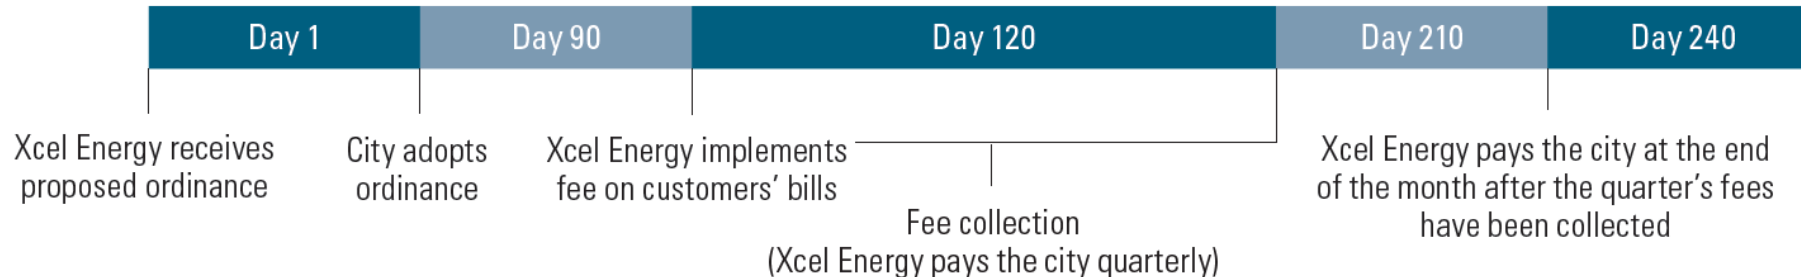 Day 1
Day 90
Day 120
Day 210
Day 240
Xcel Energy receives
proposed ordinance
City adopts
ordinance
Xcel Energy implements
fee on customers’ bills
Fee collection
(Xcel Energy pays the city quarterly)
Xcel Energy pays the city at the end
of the month after the quarter’s fees
have been collected